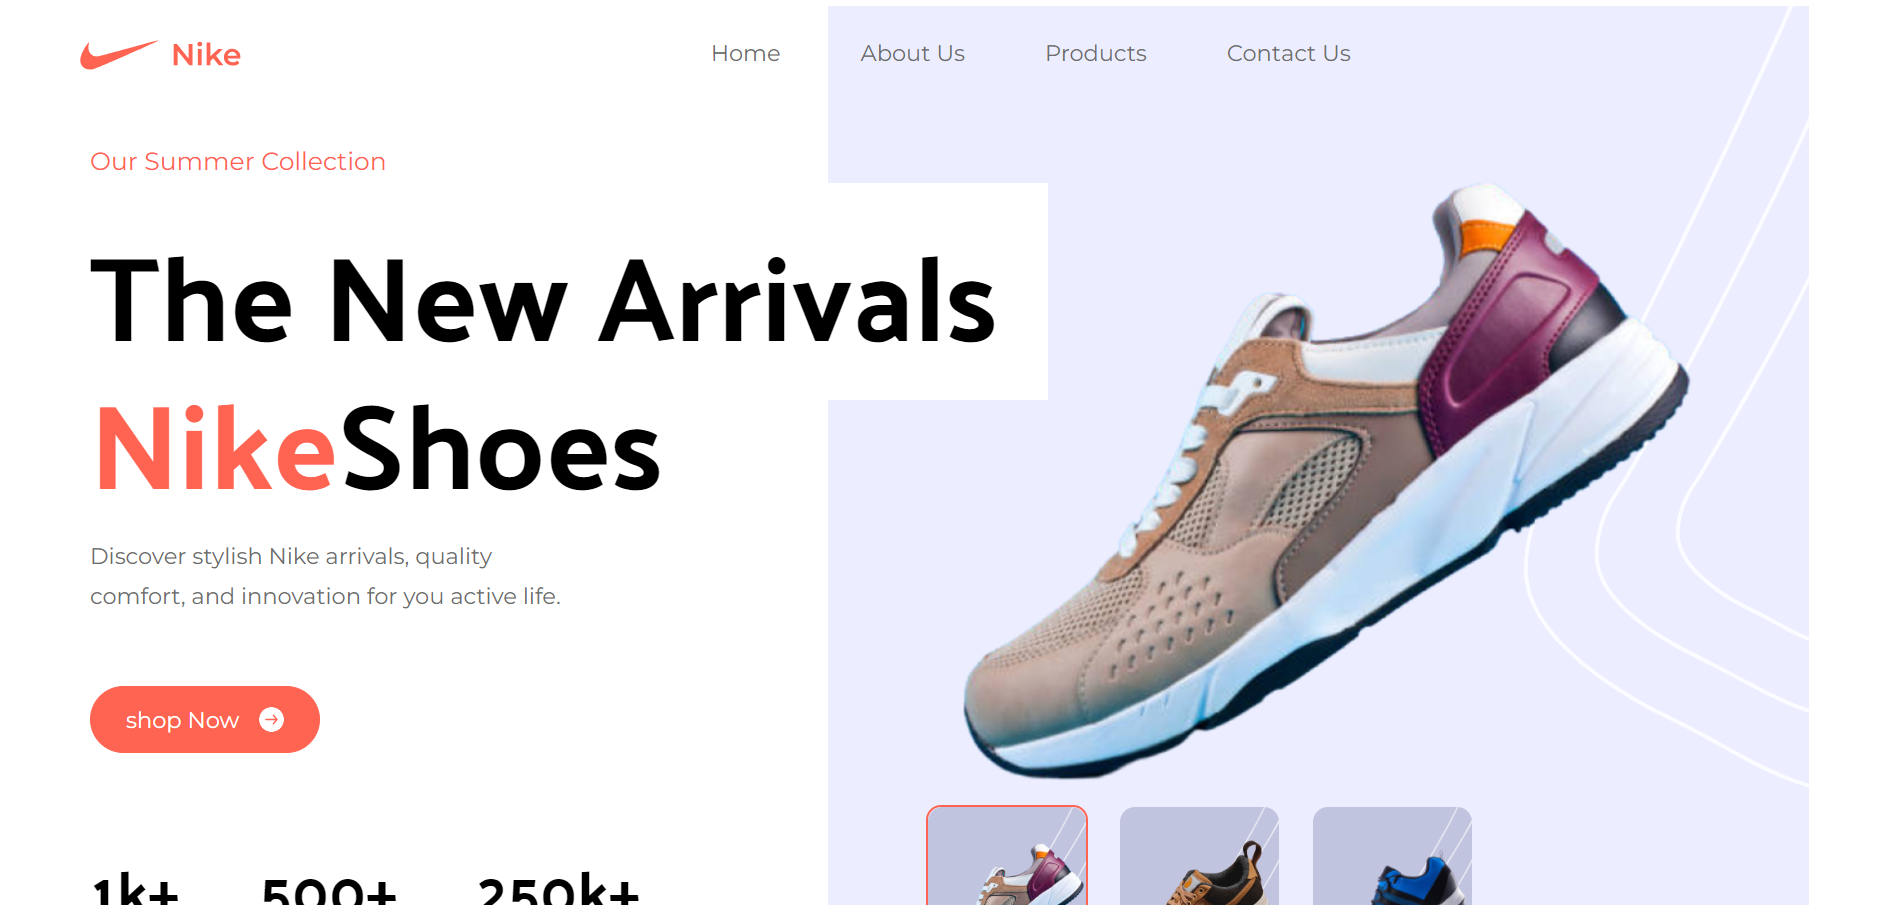 Nike
Home About Us Products Contact Us
Our Summer Collection
The New Arrivals
NikeShoes
Discover stylish Nike arrivals, quality
comfort, and innovation for you active life.
shop Now
1k+ 500+ 250k+